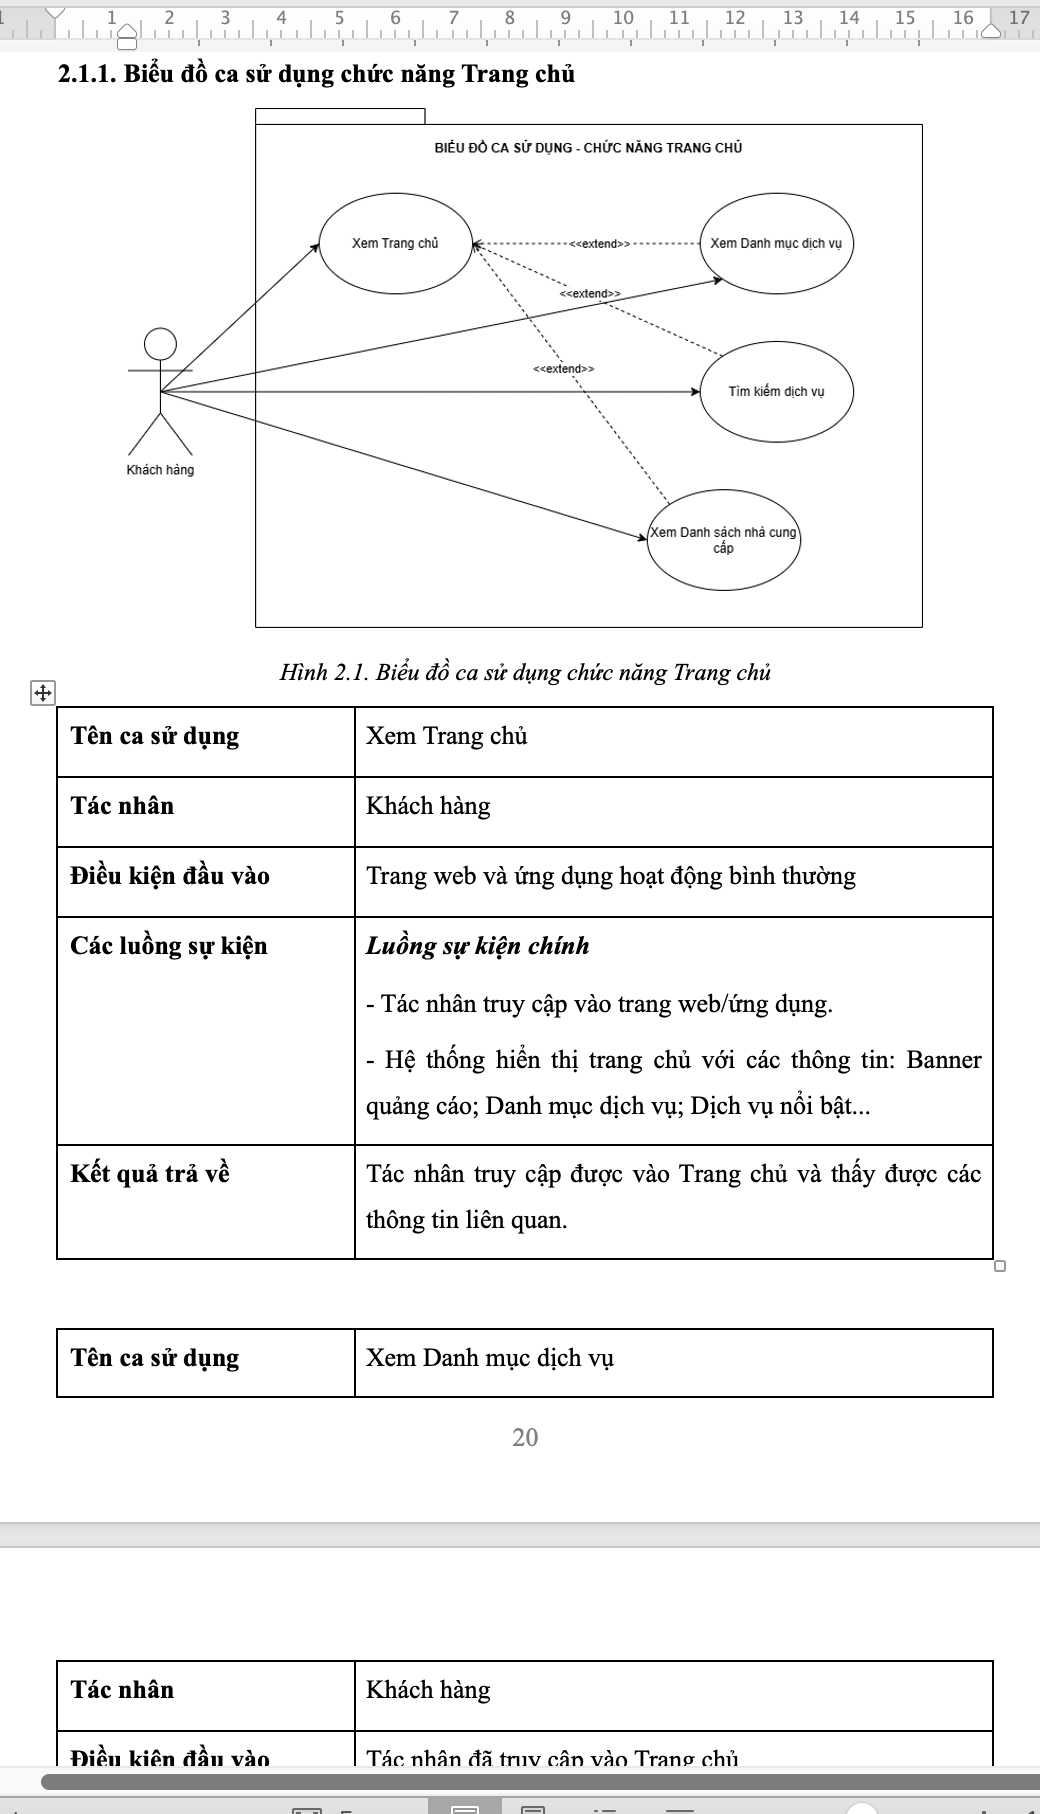 1 2 3 4 5 6 7 8 9 10 11 12 13 14 15 16 17
2.1.1. Biểu đồ ca sử dụng chức năng Trang chủ
BIỂU ĐỒ CA SỬ DỤNG - CHỨC NĂNG TRANG CHỦ
Xem Trang chủ
<<extend>>
Xem Danh mục dịch vụ
<<extend>>
<<extend>>
Tìm kiếm dịch vụ
Khách hàng
Xem Danh sách nhà cung
cấp
Hình 2.1. Biểu đồ ca sử dụng chức năng Trang chủ
Tên ca sử dụng Xem Trang chủ
Tác nhân Khách hàng
Điều kiện đầu vào Trang web và ứng dụng hoạt động bình thường
Các luồng sự kiện Luồng sự kiện chính
- Tác nhân truy cập vào trang web/ứng dụng.
- Hệ thống hiển thị trang chủ với các thông tin: Banner
quảng cáo; Danh mục dịch vụ; Dịch vụ nổi bật...
Kết quả trả về Tác nhân truy cập được vào Trang chủ và thấy được các
thông tin liên quan.
Tên ca sử dụng Xem Danh mục dịch vụ
20
Tác nhân Khách hàng
Điều kiện đầu vào Tác nhân đã truy cập vào Trang chủ